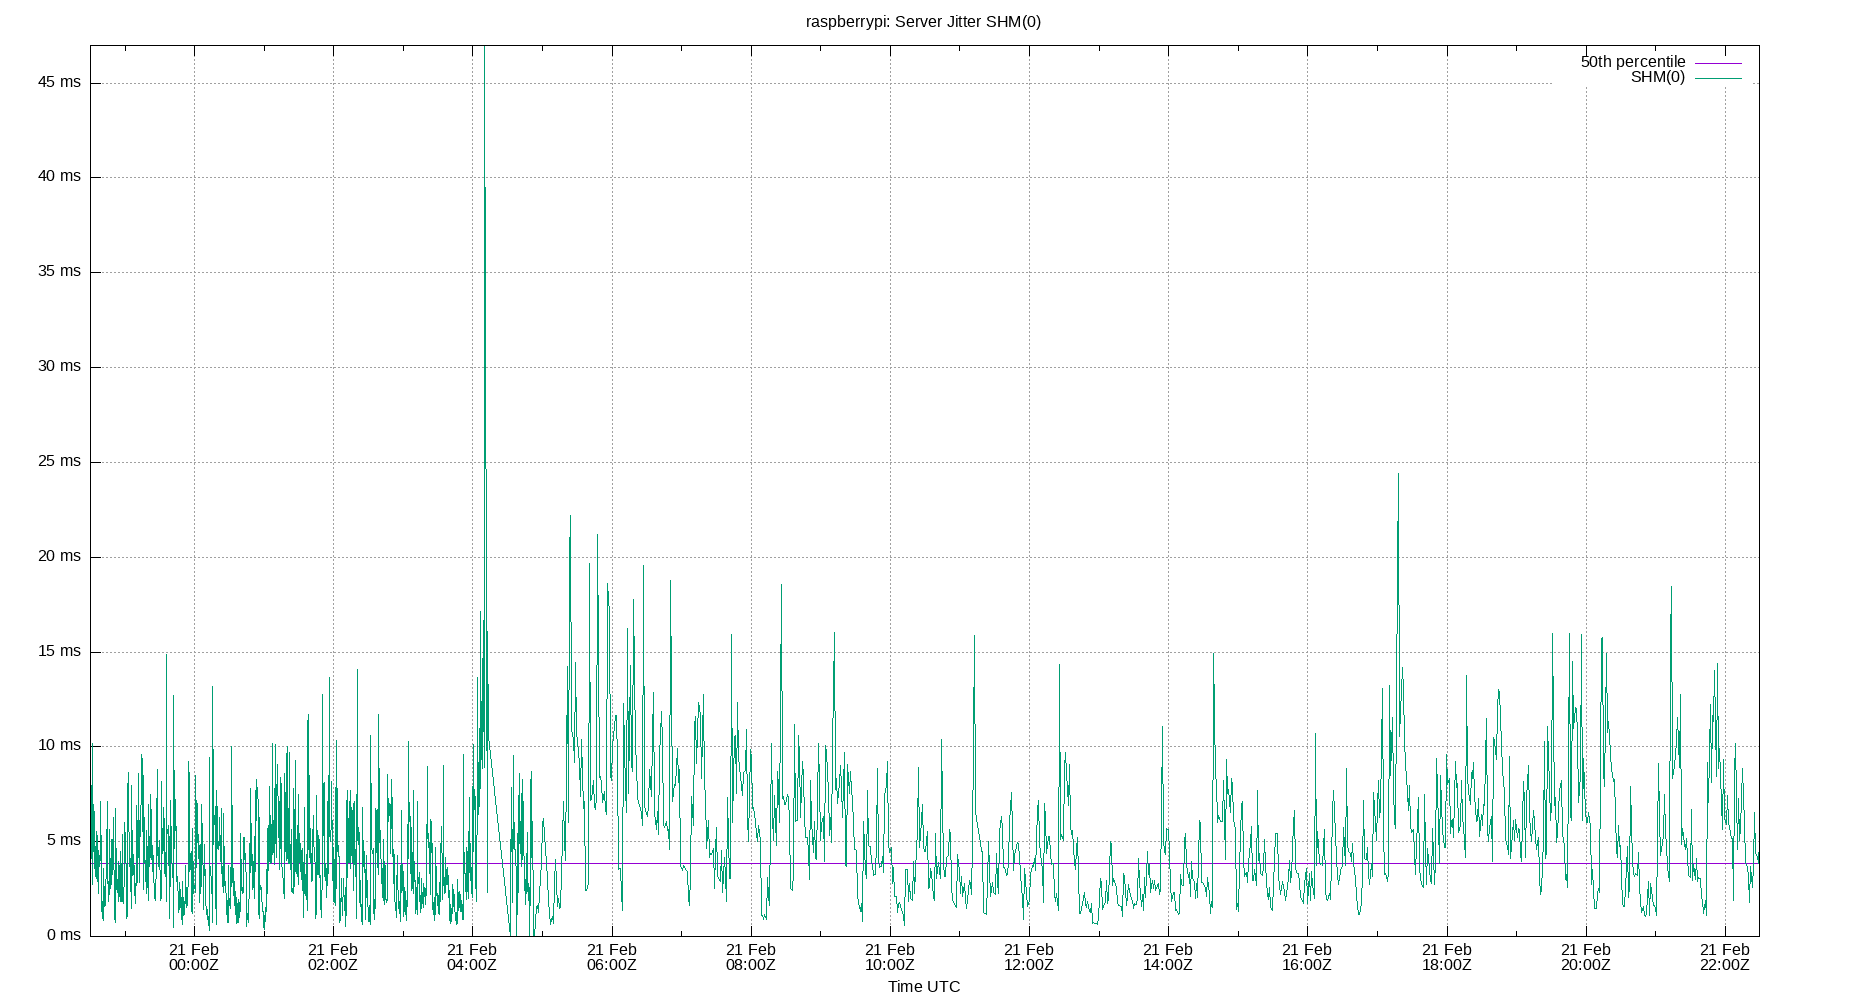 raspberrypi: Server Jitter SHM(0)
50th percentile
SHM(0)
45 ms
40 ms
35 ms
30 ms
25 ms
20 ms
15 ms
10 ms
5 ms
0 ms
21 Feb 21 Feb 21 Feb 21 Feb 21 Feb 21 Feb 21 Feb 21 Feb 21 Feb 21 Feb 21 Feb 21 Feb
00:00Z 02:00Z 04:00Z 06:00Z 08:00Z 10:00Z 12:00Z 14:00Z 16:00Z 18:00Z 20:00Z 22:00Z
Time UTC